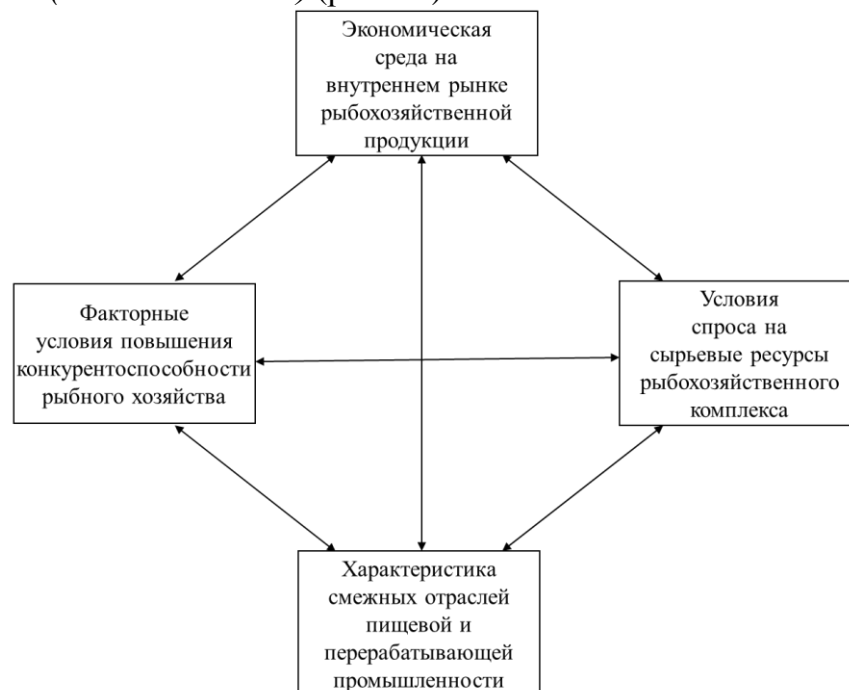 Экономическая
среда на
внутреннем рынке
рыбохозяйственной
продукции
Факторные
условия повышения
конкурентоспособности
рыбного хозяйства
Условия
спроса на
сырьевые ресурсы
рыбохозяйственного
комплекса
Характеристика
смежных отраслей
пищевой и
перерабатывающей
промышленности